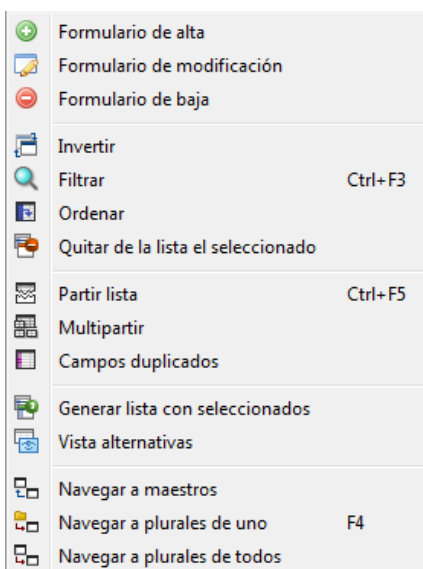 Formulario de alta
Formulario de modificación
Formulario de baja
Invertir
Filtrar Ctrl+F3
Ordenar
Quitar de la lista el seleccionado
Partir lista Ctrl+F5
Multipartir
Campos duplicados
Generar lista con seleccionados
Vista alternativas
Navegar a maestros
Navegar a plurales de uno F4
Navegar a plurales de todos